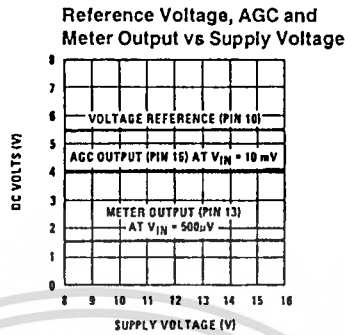 Reference Voltage, AGC and
Meter Output vs Supply Voltage
8
7
6
VOLTAGE REFERENCE (PIN 10)
5
AGC OUTPUT (PIN 15) AT VIN = 10 mV
4
3
METER OUTPUT (PIN 13)
2
AT VIN = 500µV
1
0
DC VOLTS (V)
8 9 10 11 12 13 14 15 16
SUPPLY VOLTAGE (V)